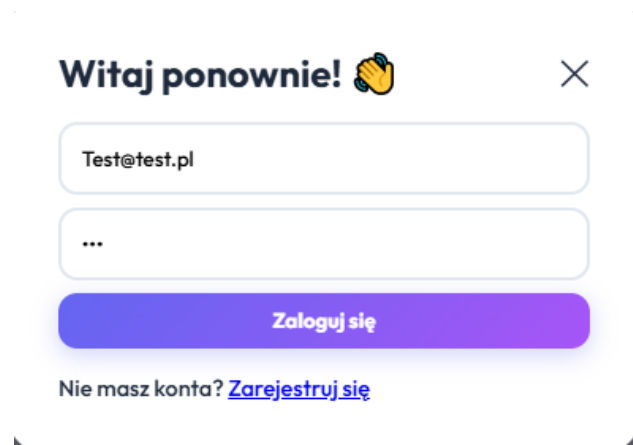 Witaj ponownie! 👋
Test@test.pl
•••
Zaloguj się
Nie masz konta? Zarejestruj się